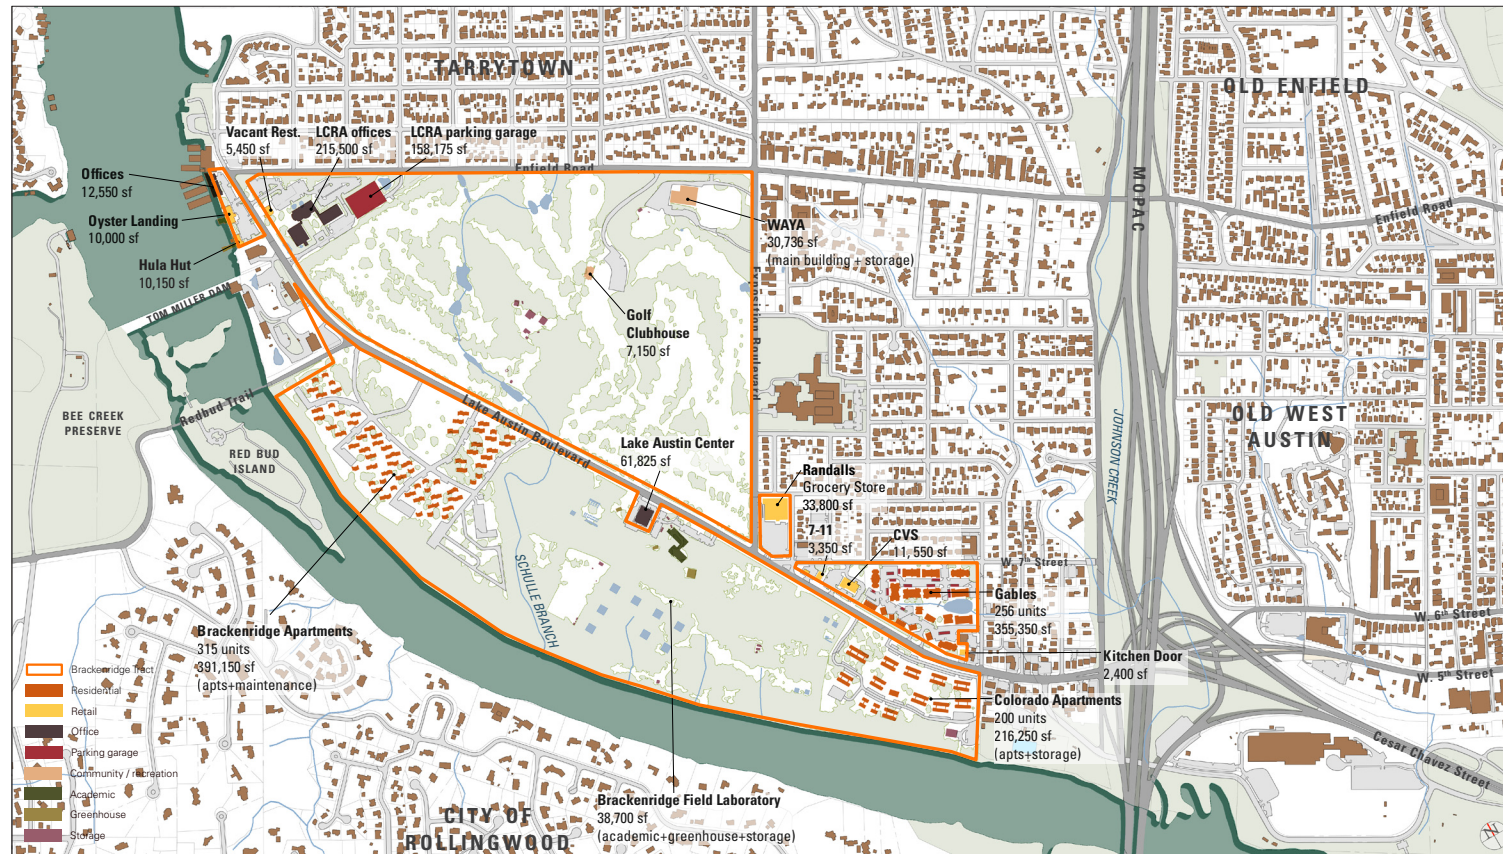 TARRYTOWN
OLD ENFIELD
Vacant Rest.
5,450 sf
LCRA offices
215,500 sf
LCRA parking garage
158,175 sf
Enfield Road
Offices
12,550 sf
Oyster Landing
10,000 sf
Hula Hut
10,150 sf
TOM MILLER DAM
WAYA
30,736 sf
(main building + storage)
MOPAC
Enfield Road
Golf
Clubhouse
7,150 sf
Exposition Boulevard
BEE CREEK
PRESERVE
Redbud Trail
RED BUD
ISLAND
Lake Austin Boulevard
Lake Austin Center
61,825 sf
OLD WEST
AUSTIN
JOHNSON CREEK
Randalls
Grocery Store
33,800 sf
7-11
3,350 sf
CVS
11, 550 sf
W. 7th Street
SCHULLE BRANCH
Gables
256 units
355,350 sf
W. 6th Street
W. 5th Street
Kitchen Door
2,400 sf
Brackenridge Apartments
315 units
391,150 sf
(apts+maintenance)
Colorado Apartments
200 units
216,250 sf
(apts+storage)
Cesar Chavez Street
Brackenridge Field Laboratory
38,700 sf
(academic+greenhouse+storage)
CITY OF
ROLLINGWOOD
Brackenridge Tract
Residential
Retail
Office
Parking garage
Community / recreation
Academic
Greenhouse
Storage
N